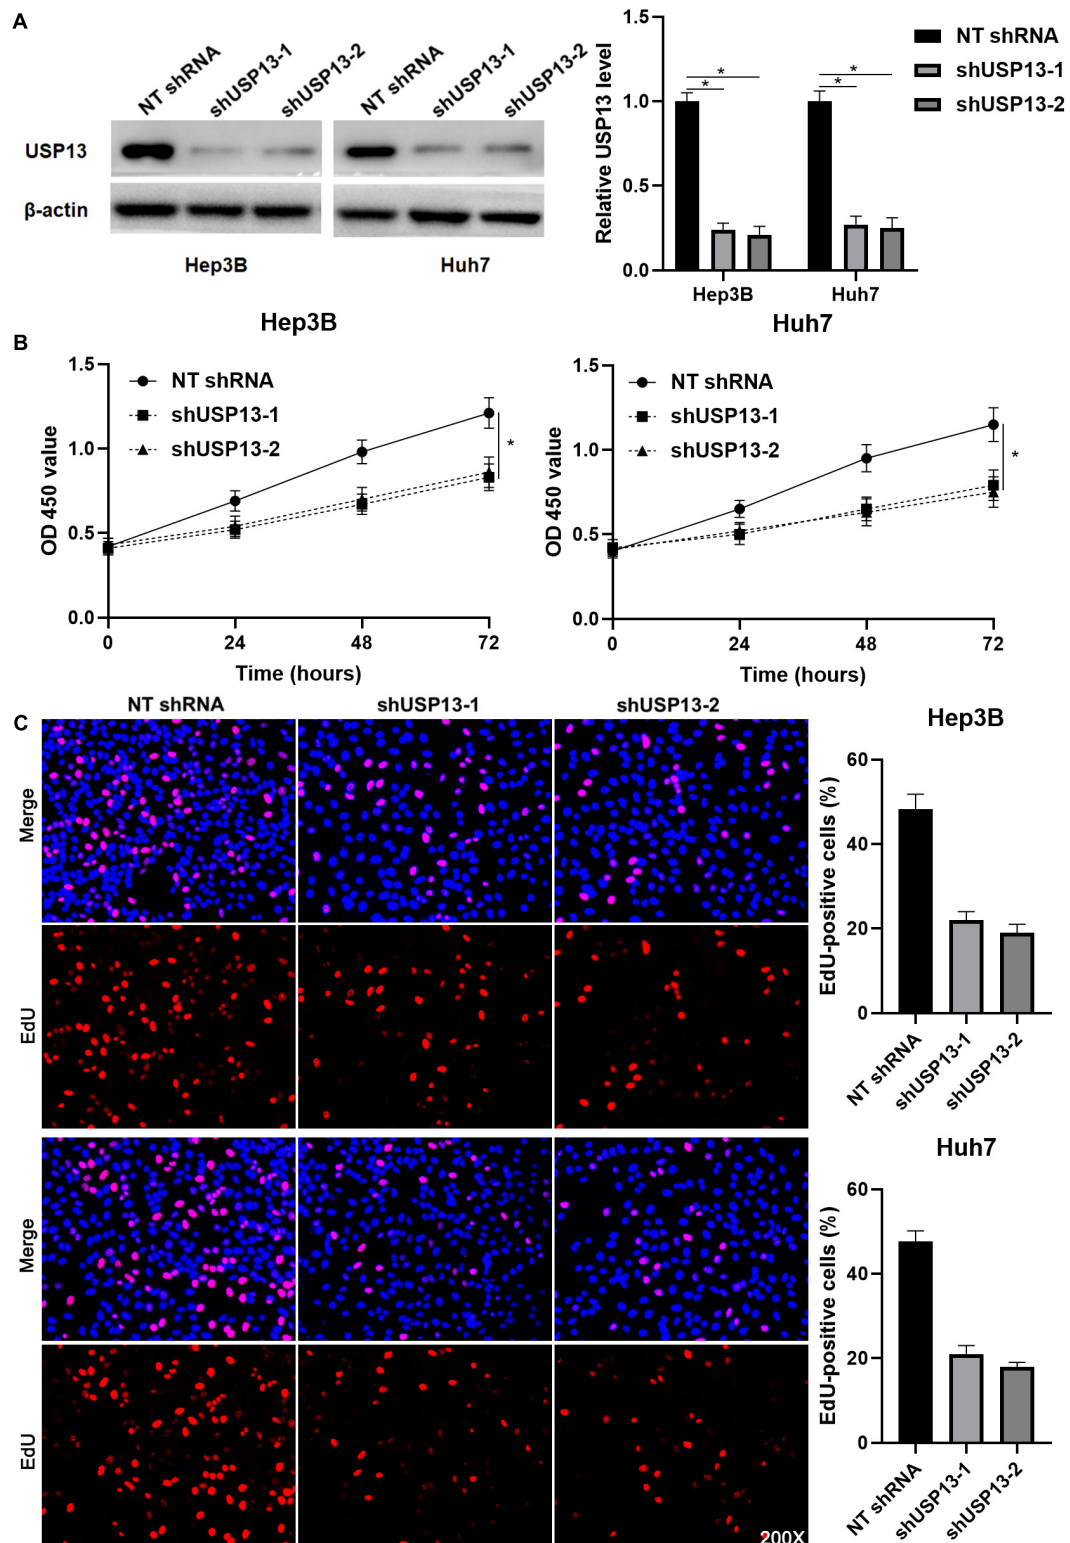 A
NT shRNA
shUSP13-1
shUSP13-2
NT shRNA
shUSP13-1
shUSP13-2
USP13
β-actin
Hep3B
Huh7
Relative USP13 level
1.5
1.0
0.5
0.0
*
*
*
*
Hep3B
Huh7
NT shRNA
shUSP13-1
shUSP13-2
B
Hep3B
OD 450 value
1.5
1.0
0.5
0.0
NT shRNA
shUSP13-1
shUSP13-2
*
0
24
48
72
Time (hours)
Huh7
OD 450 value
1.5
1.0
0.5
0.0
NT shRNA
shUSP13-1
shUSP13-2
*
0
24
48
72
Time (hours)
C
NT shRNA
shUSP13-1
shUSP13-2
Merge
EdU
Merge
EdU
200X
Hep3B
EdU-positive cells (%)
60
40
20
0
NT shRNA
shUSP13-1
shUSP13-2
Huh7
EdU-positive cells (%)
60
40
20
0
NT shRNA
shUSP13-1
shUSP13-2